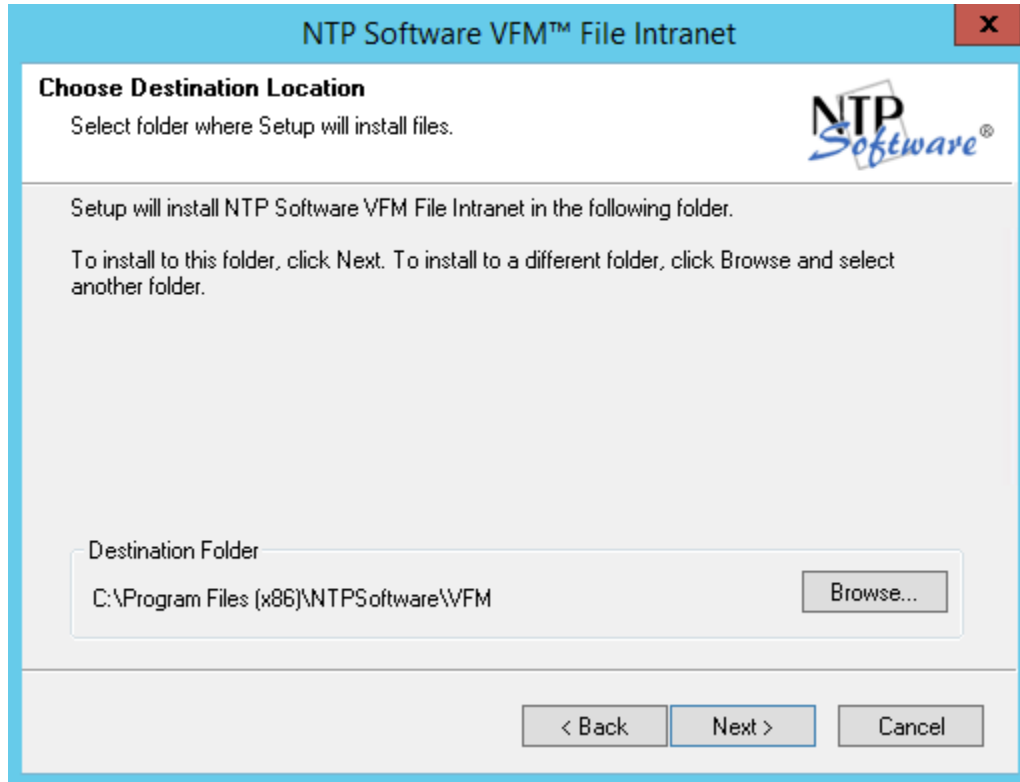 NTP Software VFM™ File Intranet
x
Choose Destination Location
Select folder where Setup will install files.
NTP
Software®
Setup will install NTP Software VFM File Intranet in the following folder.
To install to this folder, click Next. To install to a different folder, click Browse and select
another folder.
Destination Folder
C:\Program Files (x86)\NTPSoftware\VFM
Browse...
< Back
Next >
Cancel